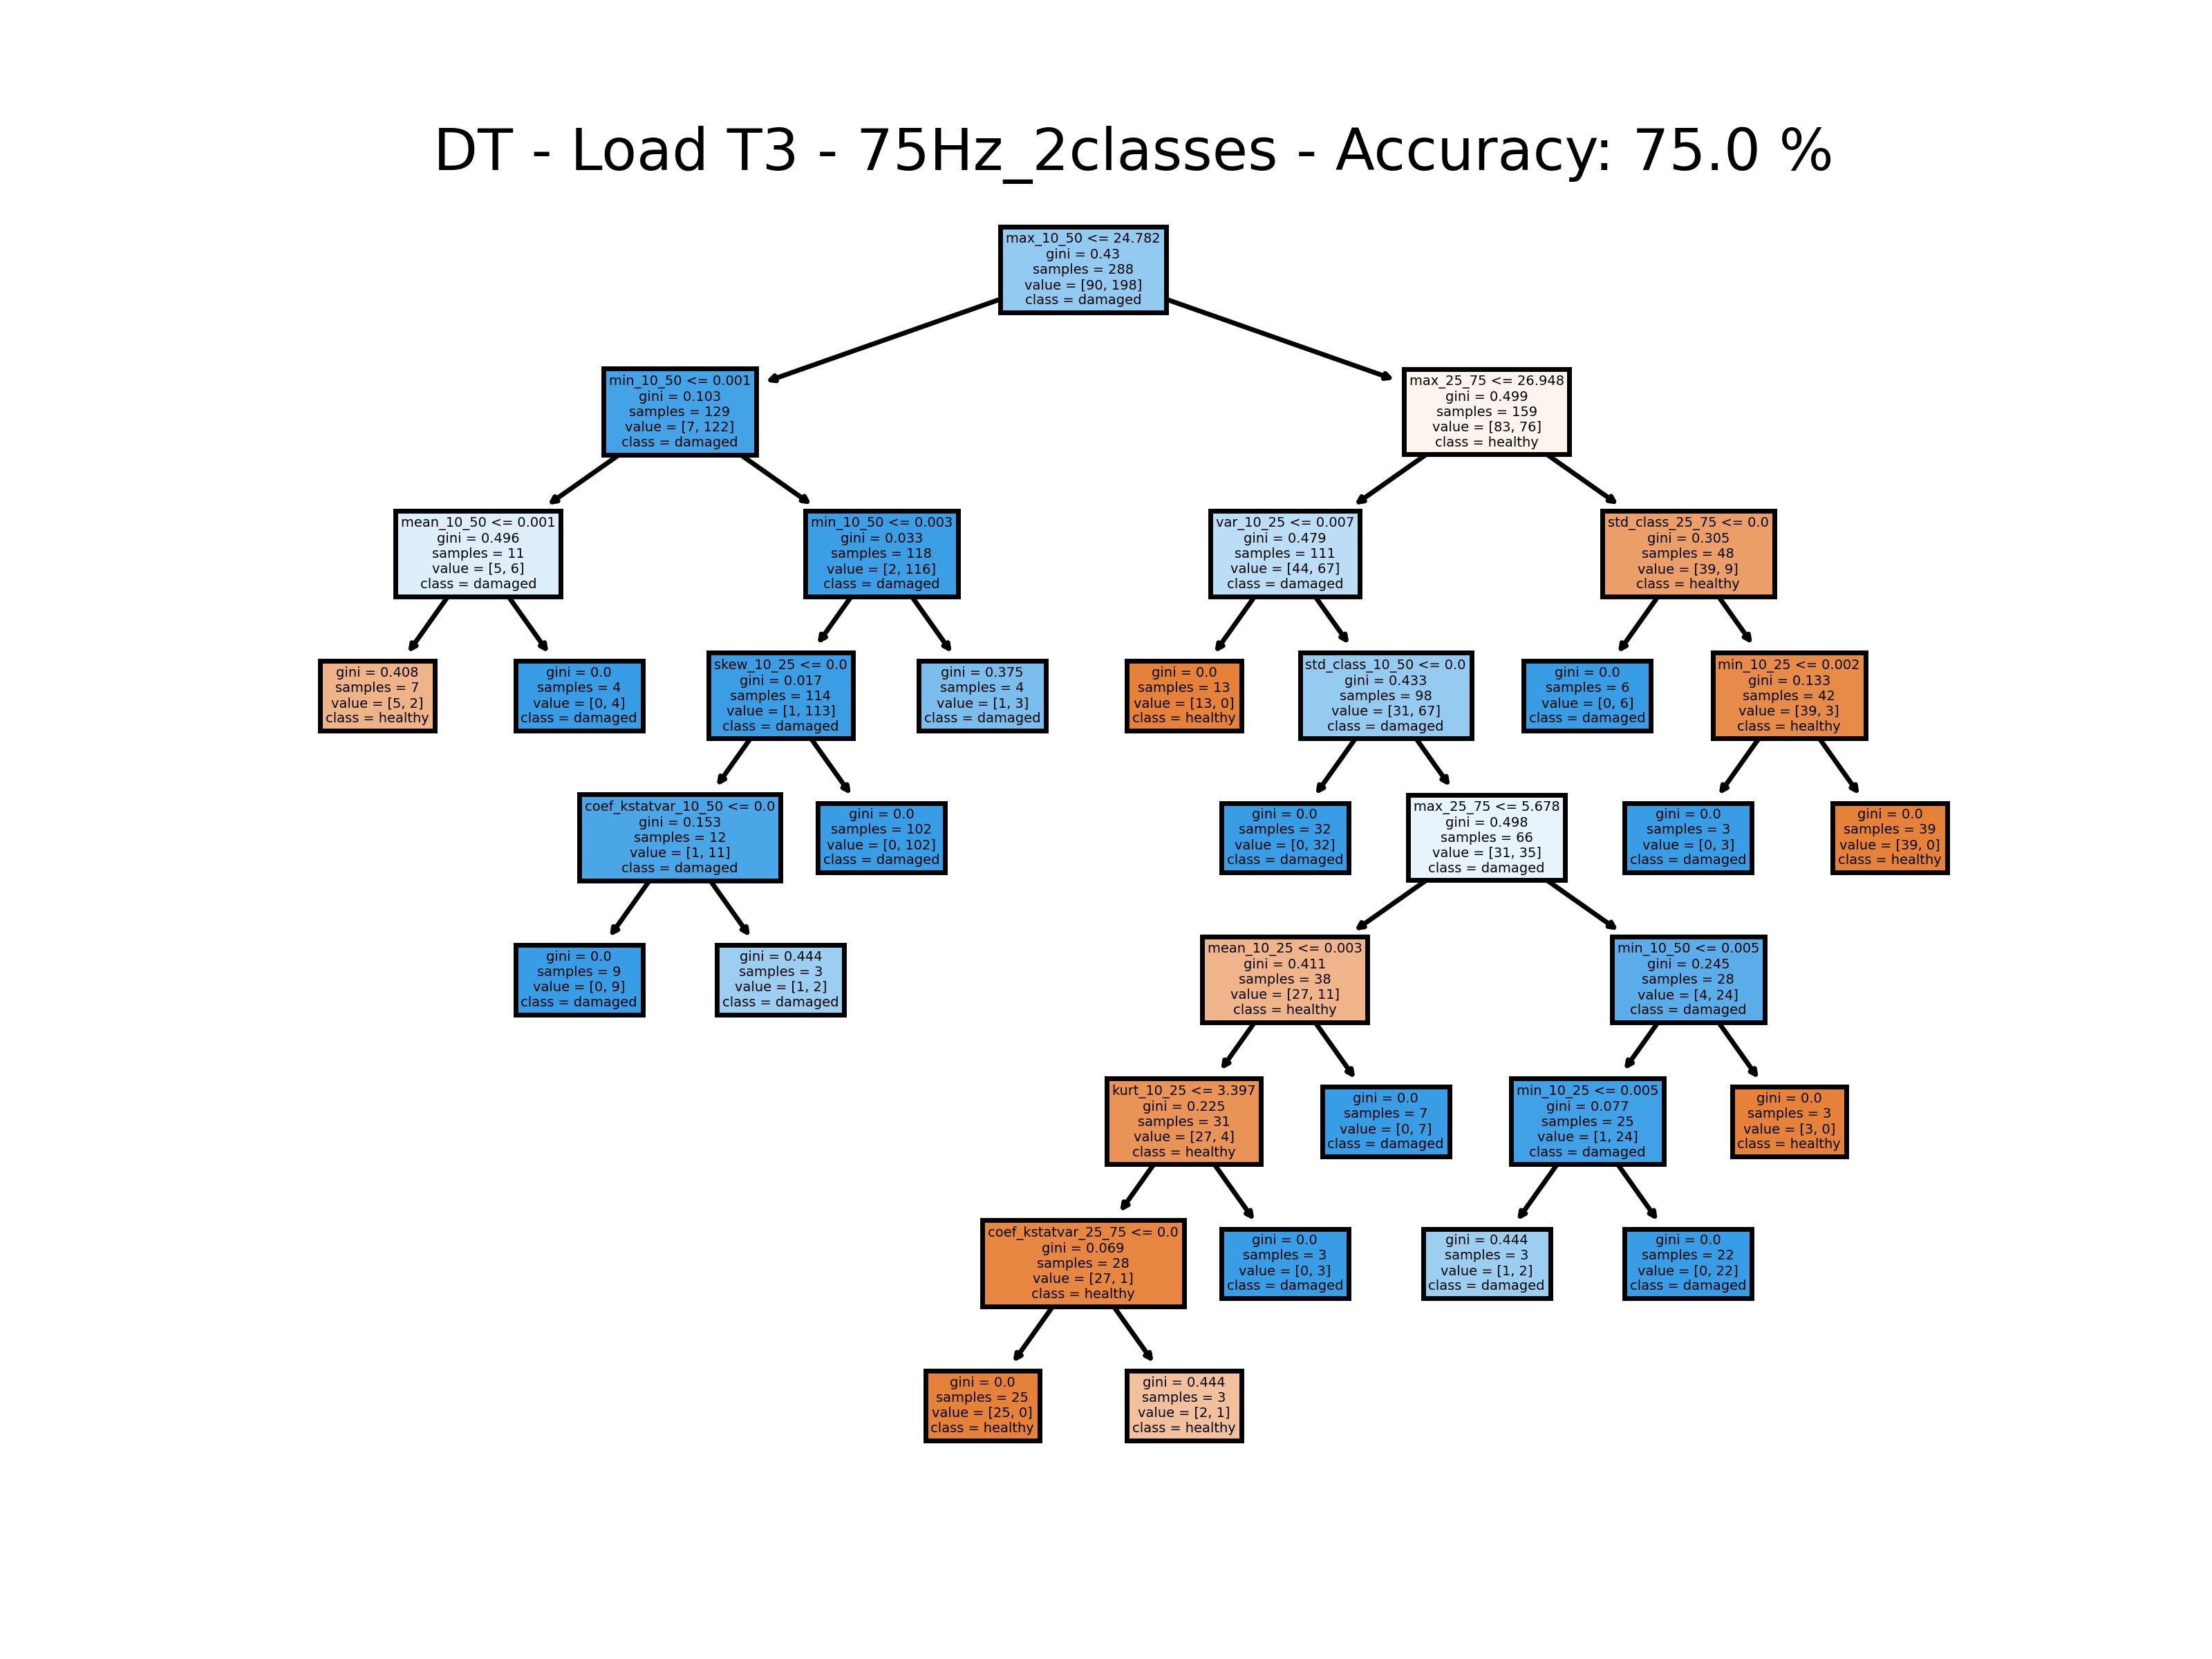 DT - Load T3 - 75Hz_2classes - Accuracy: 75.0 %
max_10_50 <= 24.782
gini = 0.43
samples = 288
value = [90, 198]
class = damaged
min_10_50 <= 0.001
gini = 0.103
samples = 129
value = [7, 122]
class = damaged
max_25_75 <= 26.948
gini = 0.499
samples = 159
value = [83, 76]
class = healthy
mean_10_50 <= 0.001
gini = 0.496
samples = 11
value = [5, 6]
class = damaged
min_10_50 <= 0.003
gini = 0.033
samples = 118
value = [2, 116]
class = damaged
var_10_25 <= 0.007
gini = 0.479
samples = 111
value = [44, 67]
class = damaged
std_class_25_75 <= 0.0
gini = 0.305
samples = 48
value = [39, 9]
class = healthy
gini = 0.408
samples = 7
value = [5, 2]
class = healthy
gini = 0.0
samples = 4
value = [0, 4]
class = damaged
skew_10_25 <= 0.0
gini = 0.017
samples = 114
value = [1, 113]
class = damaged
gini = 0.375
samples = 4
value = [1, 3]
class = damaged
gini = 0.0
samples = 13
value = [13, 0]
class = healthy
std_class_10_50 <= 0.0
gini = 0.433
samples = 98
value = [31, 67]
class = damaged
gini = 0.0
samples = 6
value = [0, 6]
class = damaged
min_10_25 <= 0.002
gini = 0.133
samples = 42
value = [39, 3]
class = healthy
coef_kstatvar_10_50 <= 0.0
gini = 0.153
samples = 12
value = [1, 11]
class = damaged
gini = 0.0
samples = 102
value = [0, 102]
class = damaged
gini = 0.0
samples = 32
value = [0, 32]
class = damaged
max_25_75 <= 5.678
gini = 0.498
samples = 66
value = [31, 35]
class = damaged
gini = 0.0
samples = 3
value = [0, 3]
class = damaged
gini = 0.0
samples = 39
value = [39, 0]
class = healthy
gini = 0.0
samples = 9
value = [0, 9]
class = damaged
gini = 0.444
samples = 3
value = [1, 2]
class = damaged
mean_10_25 <= 0.003
gini = 0.411
samples = 38
value = [27, 11]
class = healthy
min_10_50 <= 0.005
gini = 0.245
samples = 28
value = [4, 24]
class = damaged
kurt_10_25 <= 3.397
gini = 0.225
samples = 31
value = [27, 4]
class = healthy
gini = 0.0
samples = 7
value = [0, 7]
class = damaged
min_10_25 <= 0.005
gini = 0.077
samples = 25
value = [1, 24]
class = damaged
gini = 0.0
samples = 3
value = [3, 0]
class = healthy
coef_kstatvar_25_75 <= 0.0
gini = 0.069
samples = 28
value = [27, 1]
class = healthy
gini = 0.0
samples = 3
value = [0, 3]
class = damaged
gini = 0.444
samples = 3
value = [1, 2]
class = damaged
gini = 0.0
samples = 22
value = [0, 22]
class = damaged
gini = 0.0
samples = 25
value = [25, 0]
class = healthy
gini = 0.444
samples = 3
value = [2, 1]
class = healthy